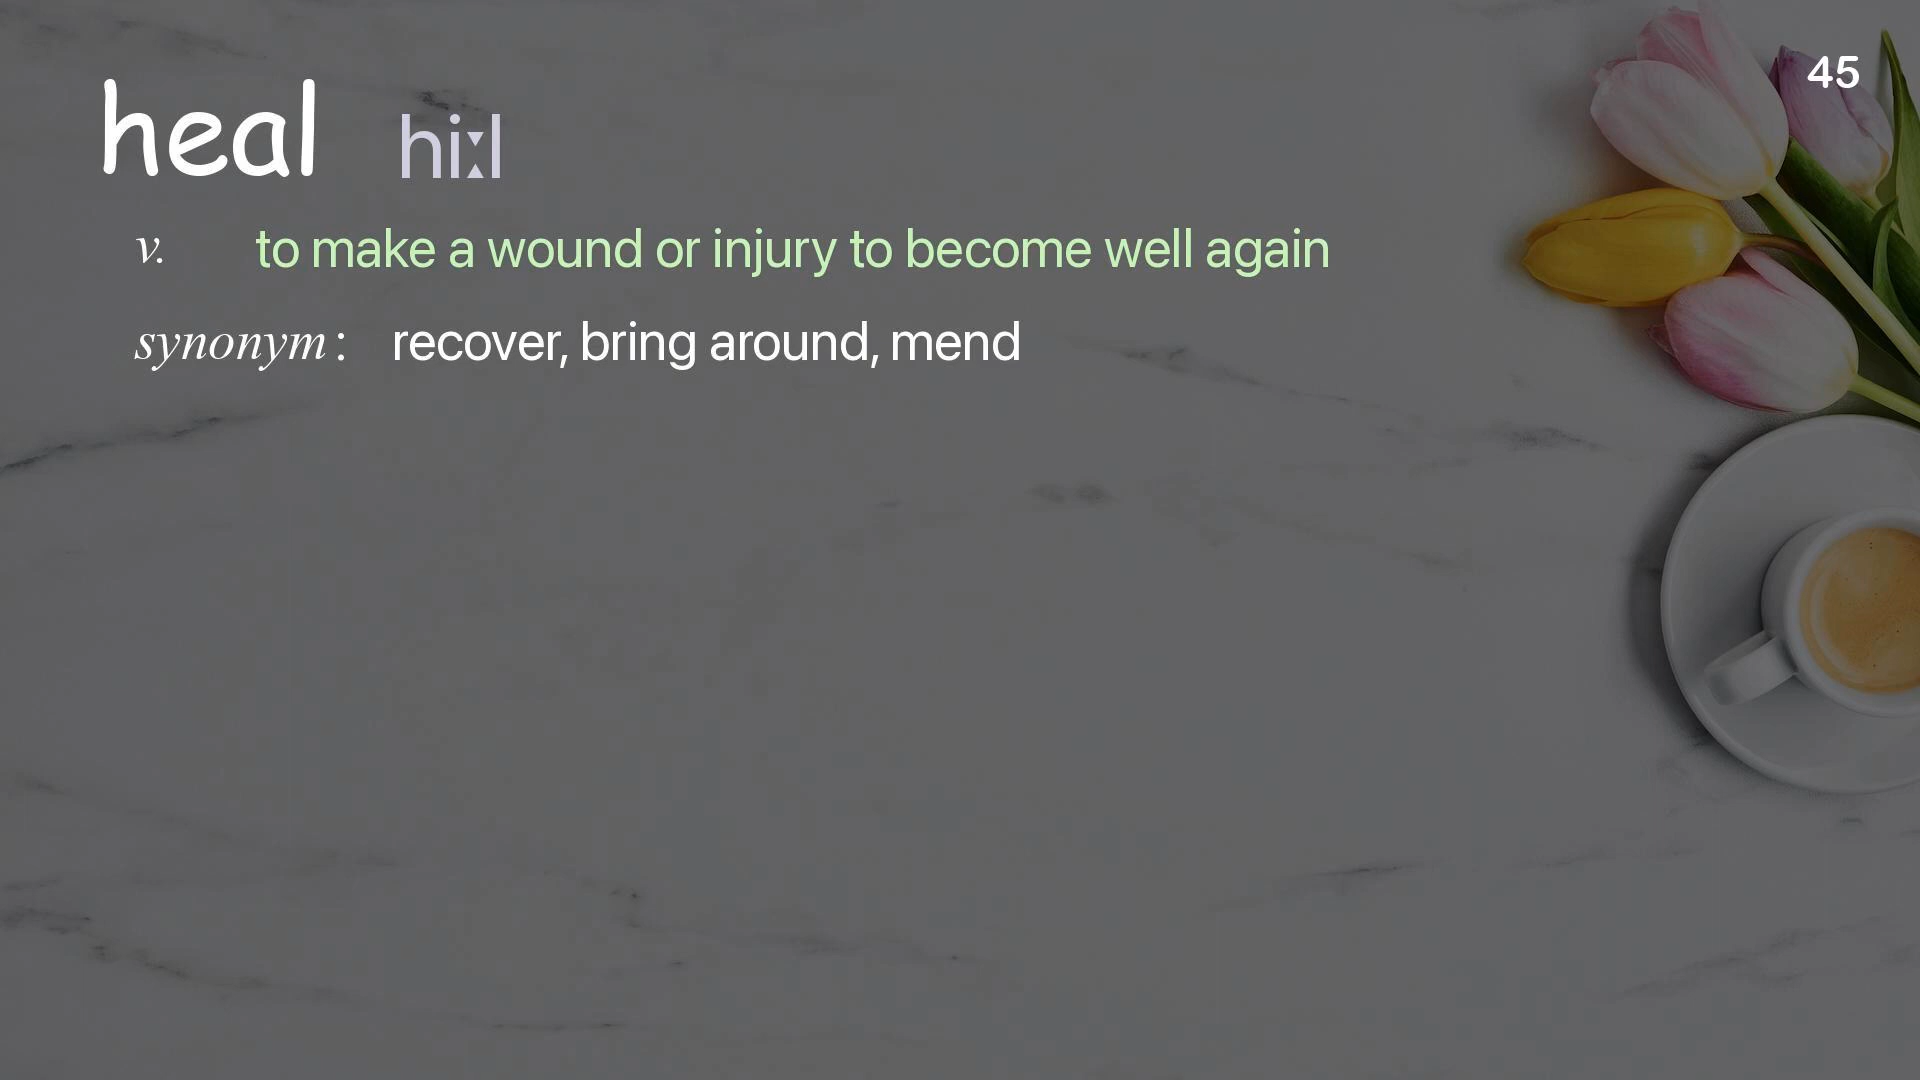 45
heal hiːl
v. to make a wound or injury to become well again
synonym : recover, bring around, mend